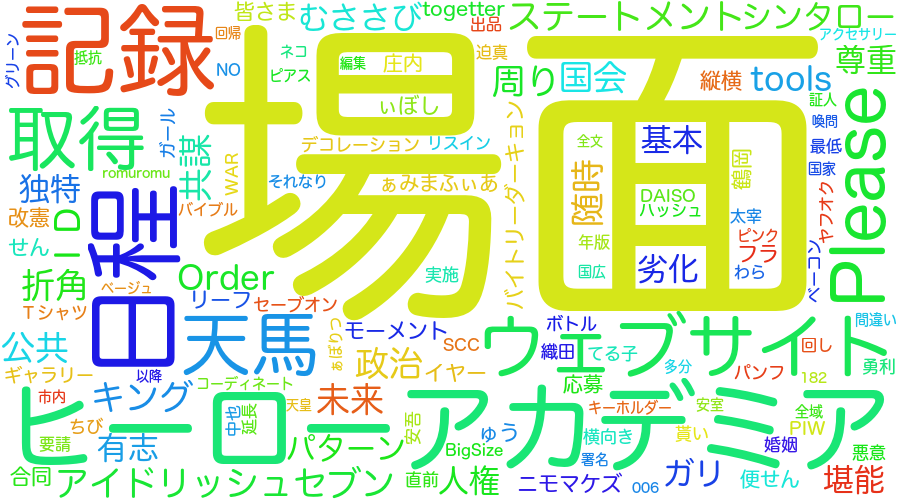 皆さま
むささび
togetter
出品
ステートメント
シンタロー
アクセサリー
グリーン
記録
抵抗
回帰
NO
ネコ
ピアス
編集
庄内
迫真
周り
国会
縦横
tools
尊重
場面
ぃぼし
取得
ガール
共謀
WAR
romuromu
デコレーション
リスイン
バイトリーダーキョン
全文
基本
鶴岡
証人
喚問
最低
国家
Please
独特
改憲
ID
日程
バイブル
それなり
ぁみまふぃあ
随時
DAISO
ハッシュ
太宰
ヤフオク
せん
折角
ベージュ
Tシャツ
Order
実施
年版
国広
劣化
ピンク
フラ
わら
ベーコン
リーフ
セーブオン
公共
ギャラリー
天馬
モーメント
SCC
ぁぼりつ
政治
イヤー
ボトル
織田
てる子
ウェブサイト
多分
間違い
回し
勇利
パンフ
182
以降
市内
キング
コーディネート
天皇
未来
応募
キーホルダー
安室
全域
PIW
ヒーローアカデミア
ちび
要請
有志
中也
延長
パターン
安吾
BigSize
ゅう
横向き
貰い
婚姻
悪意
合同
アイドリッシュセブン
直前
人権
ニモマケズ
署名
006
ガリ
便せん
堪能